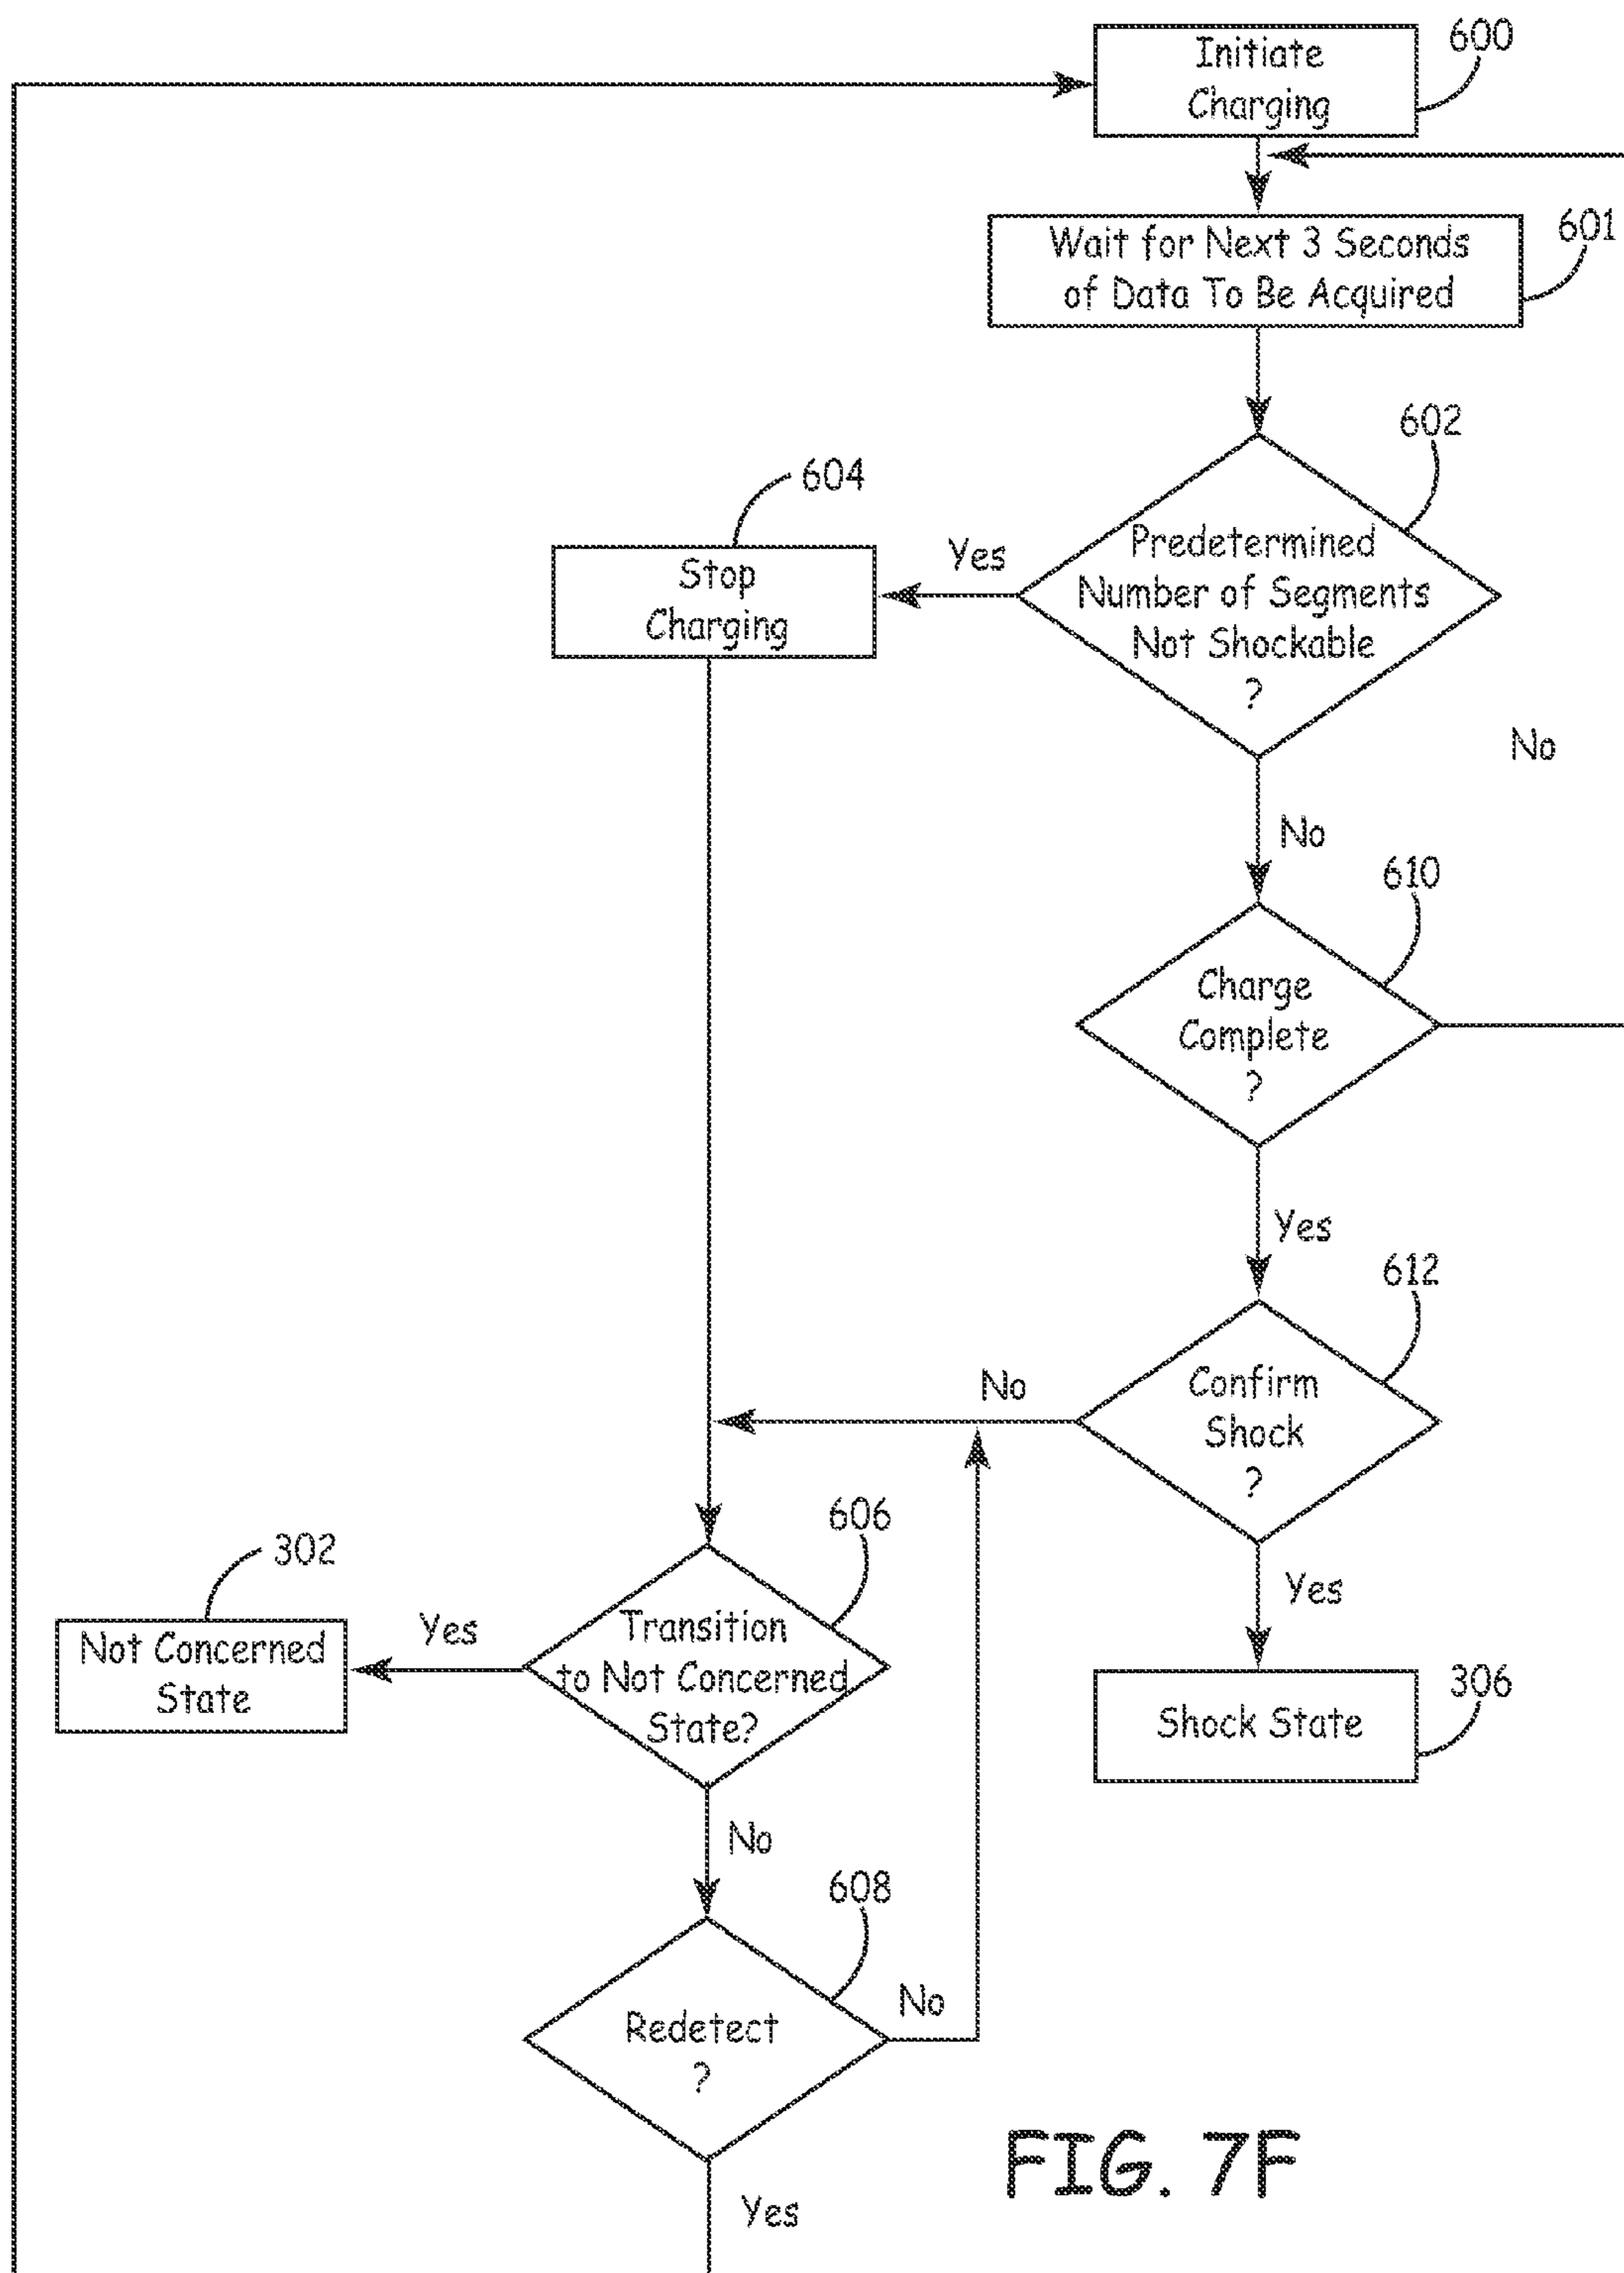 Initiate
Charging
600
Wait for Next 3 Seconds
of Data To Be Acquired
601
602
604
Predetermined
Number of Segments
Not Shockable
?
Yes
Stop
Charging
No
No
610
Charge
Complete
?
Yes
612
Confirm
Shock
?
No
606
302
Yes
Transition
to Not Concerned
State?
Yes
Not Concerned
State
306
Shock State
No
608
Redetect
?
No
FIG. 7F
Yes